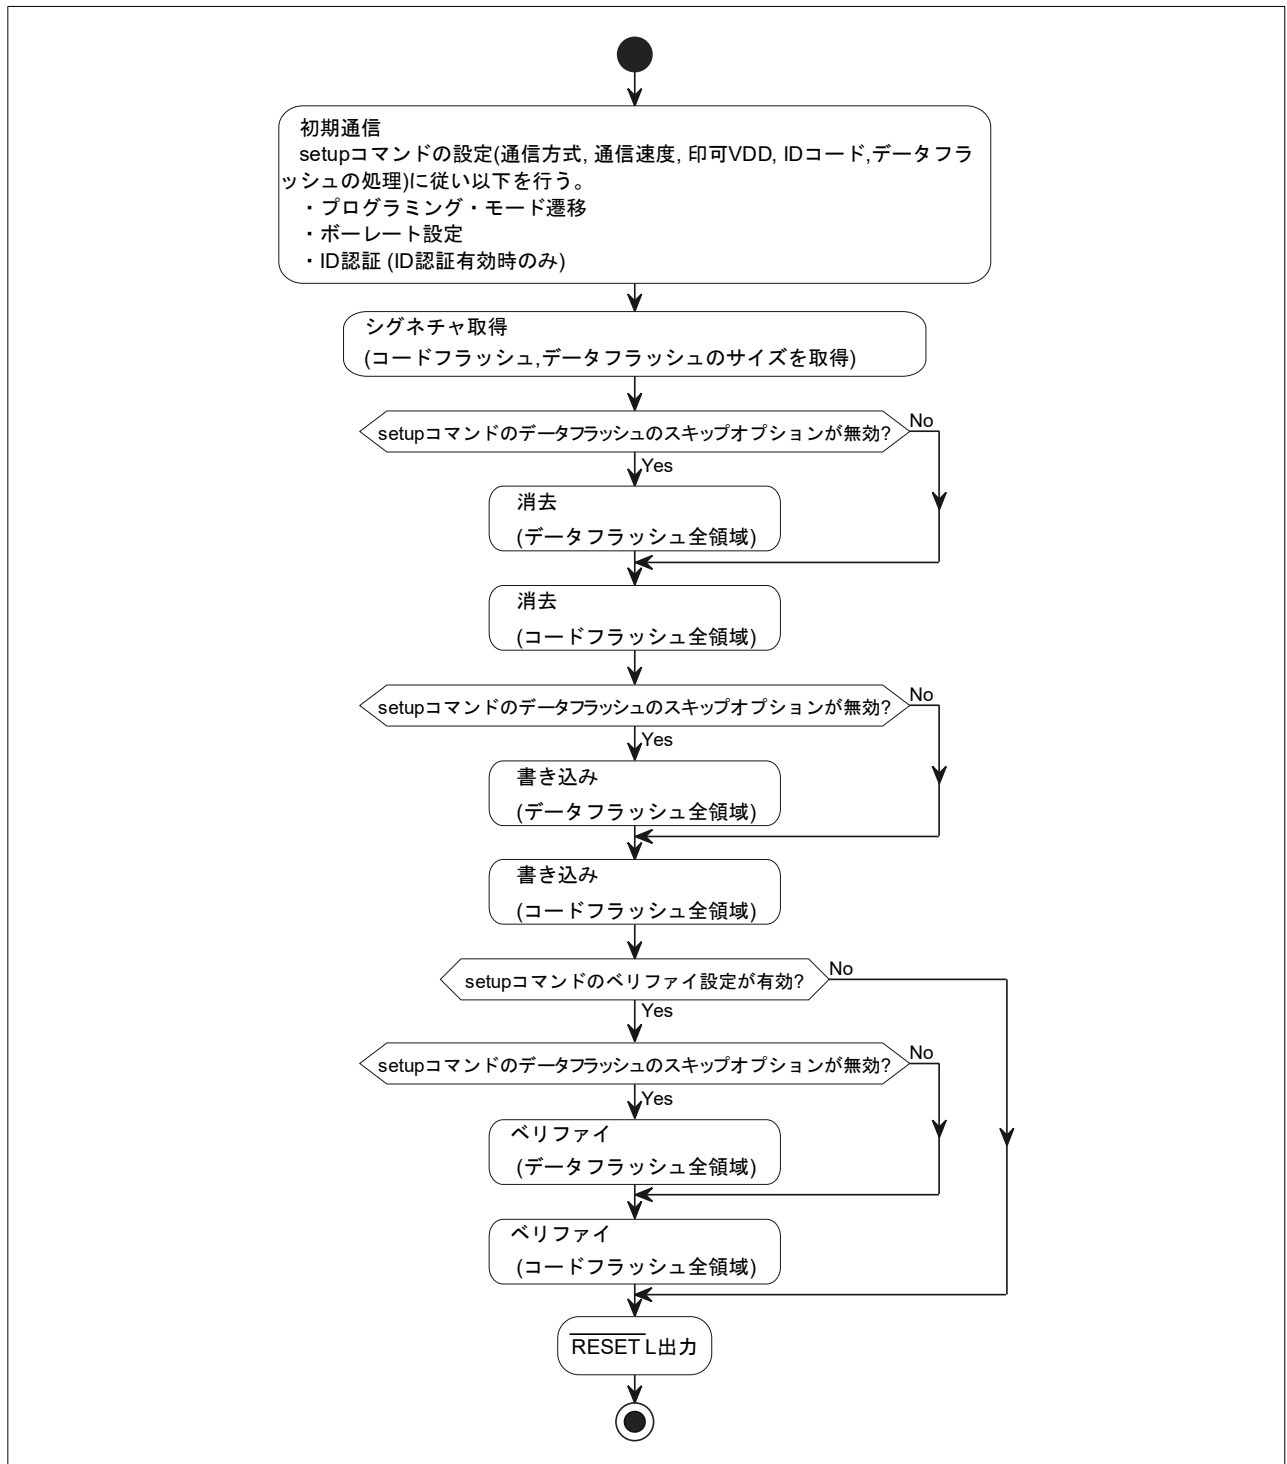 初期通信
setupコマンドの設定(通信方式, 通信速度, 印可VDD, IDコード,データフラ
ッシュの処理)に従い以下を行う。
・プログラミング・モード遷移
・ボーレート設定
・ID認証 (ID認証有効時のみ)
シグネチャ取得
(コードフラッシュ,データフラッシュのサイズを取得)
setupコマンドのデータフラッシュのスキップオプションが無効?
No
Yes
消去
(データフラッシュ全領域)
消去
(コードフラッシュ全領域)
setupコマンドのデータフラッシュのスキップオプションが無効?
No
Yes
書き込み
(データフラッシュ全領域)
書き込み
(コードフラッシュ全領域)
setupコマンドのベリファイ設定が有効?
No
Yes
setupコマンドのデータフラッシュのスキップオプションが無効?
No
Yes
ベリファイ
(データフラッシュ全領域)
ベリファイ
(コードフラッシュ全領域)
RESET L出力